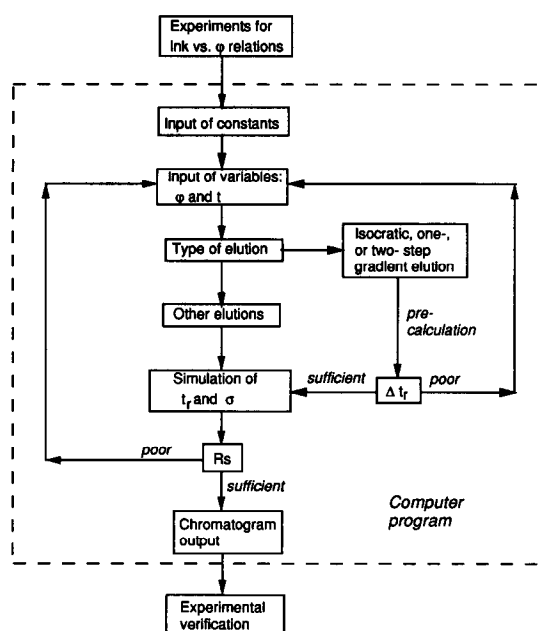 Experiments for
lnk vs. φ relations
Input of constants
Input of variables:
φ and t
Type of elution
Isocratic, one-,
or two- step
gradient elution
Other elutions
pre-
calculation
Simulation of
tr and σ
sufficient
Δ tr
poor
poor
Rs
sufficient
Chromatogram
output
Computer
program
Experimental
verification